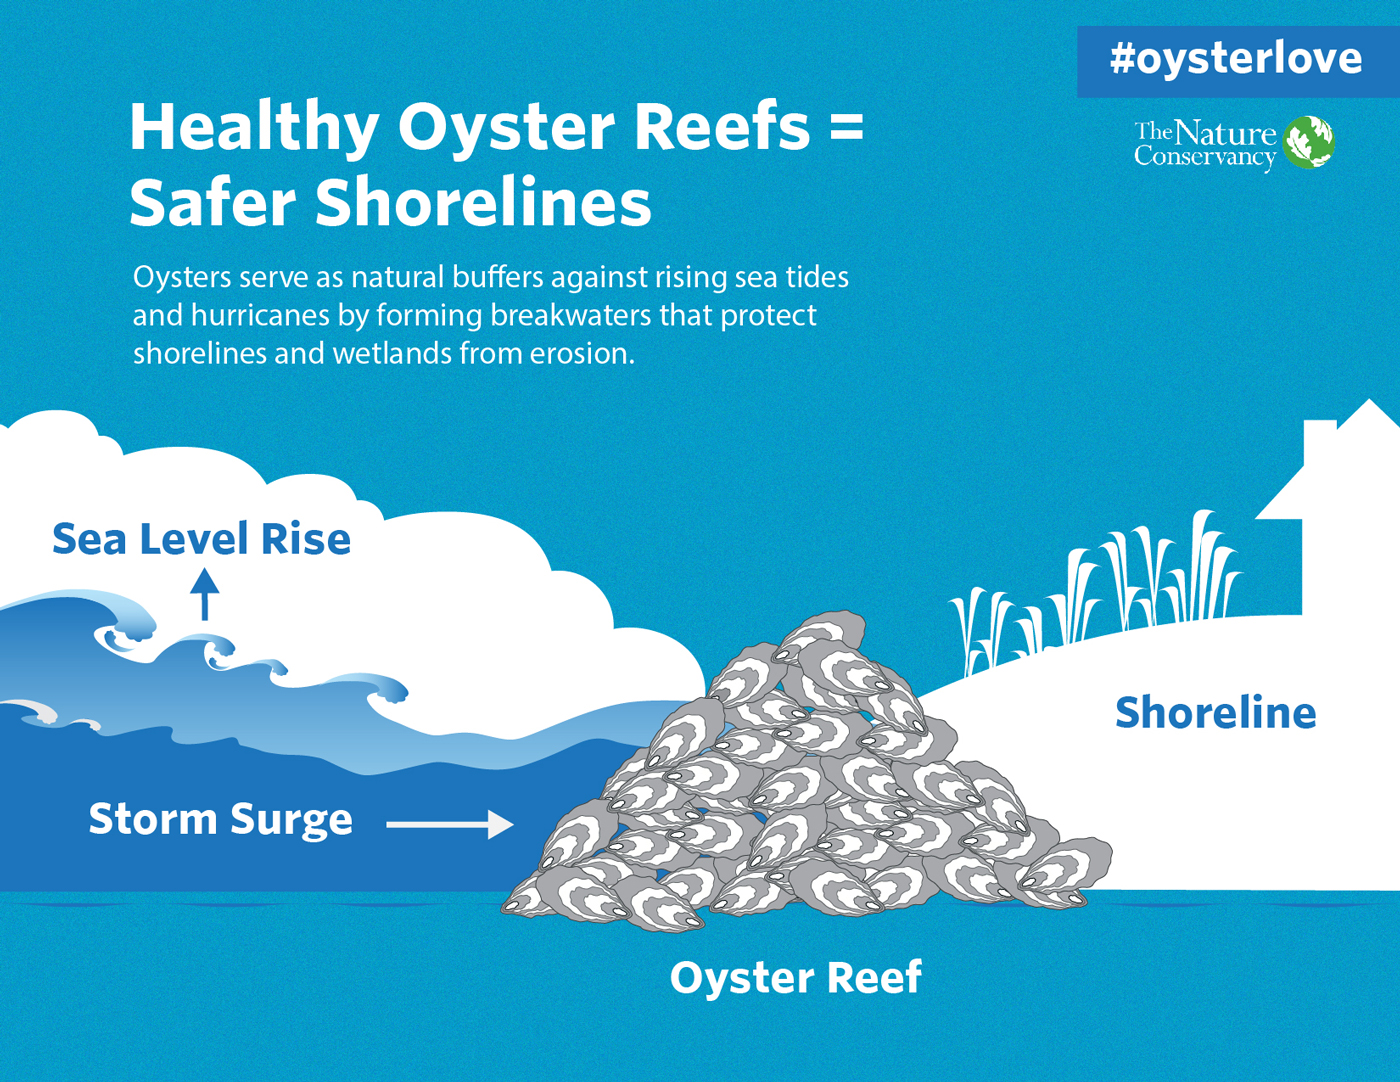 #oysterlove
The Nature
Conservancy
Healthy Oyster Reefs =
Safer Shorelines
Oysters serve as natural buffers against rising sea tides
and hurricanes by forming breakwaters that protect
shorelines and wetlands from erosion.
Sea Level Rise
Shoreline
Storm Surge
Oyster Reef